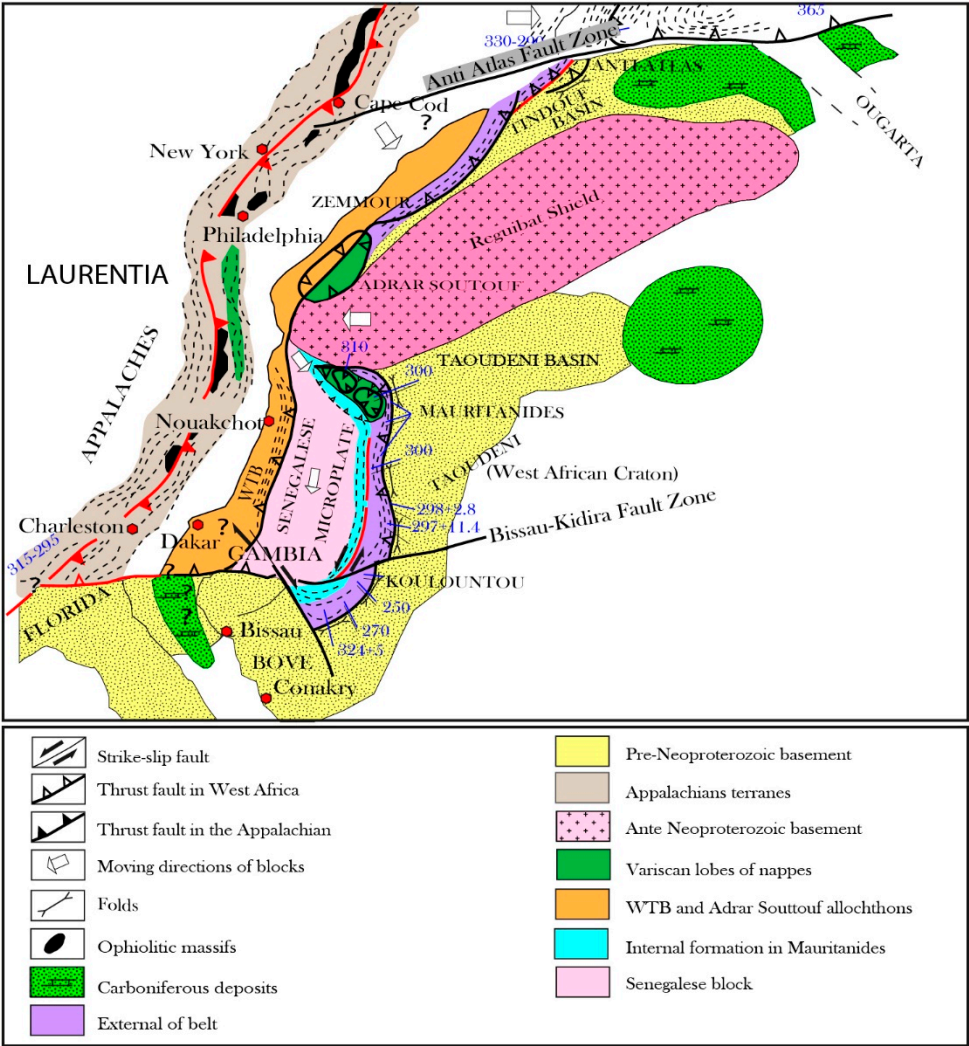 365
330-290
Anti Atlas Fault Zone
ANTI ATLAS
Cape Cod
?
TINDOUF
BASIN
OUGARTA
New York
ZEMMOUR
Reguibat Shield
Philadelphia
LAURENTIA
ADRAR SOUTOUF
APPALACHES
310
TAOUDENI BASIN
300
MAURITANIDES
Nouakchot
SENEGALESE
MICROPLATE
300
TAOUDENI
(West African Craton)
WTB
298±2.8
297±11.4
Bissau-Kidira Fault Zone
Charleston
315-295
?
Dakar
GAMBIA
?
?
KOULOUNTOU
FLORIDA
?
?
250
Bissau
270
324±5
BOVE
Conakry
Strike-slip fault
Thrust fault in West Africa
Thrust fault in the Appalachian
Moving directions of blocks
Folds
Ophiolitic massifs
Carboniferous deposits
External of belt
Pre-Neoproterozoic basement
Appalachians terranes
Ante Neoproterozoic basement
Variscan lobes of nappes
WTB and Adrar Souttouf allochthons
Internal formation in Mauritanides
Senegalese block